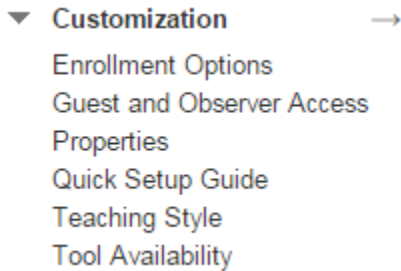 Customization
Enrollment Options
Guest and Observer Access
Properties
Quick Setup Guide
Teaching Style
Tool Availability